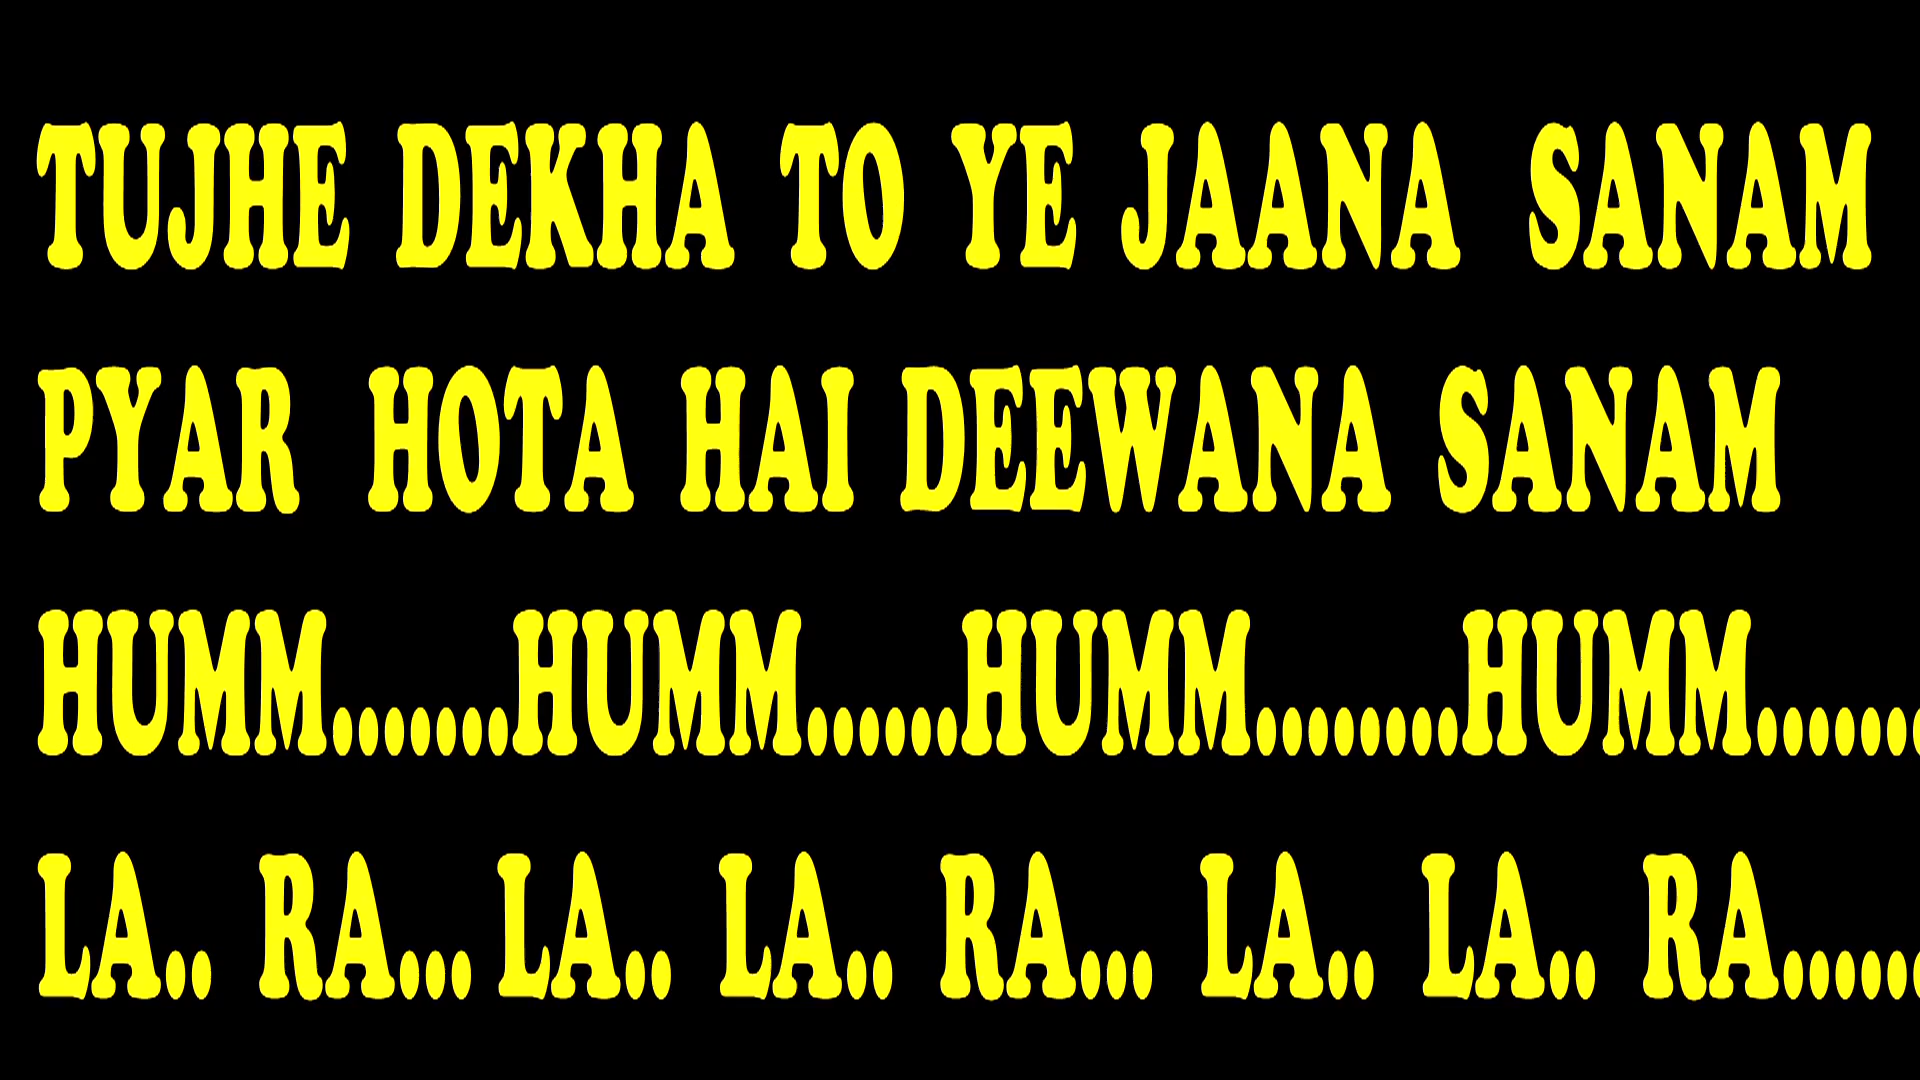 TUJHE DEKHA TO YE JAANA SANAM
PYAR HOTA HAI DEEWANA SANAM
HUMM.......HUMM......HUMM........HUMM.......
LA.. RA... LA.. LA.. RA... LA.. LA.. RA......